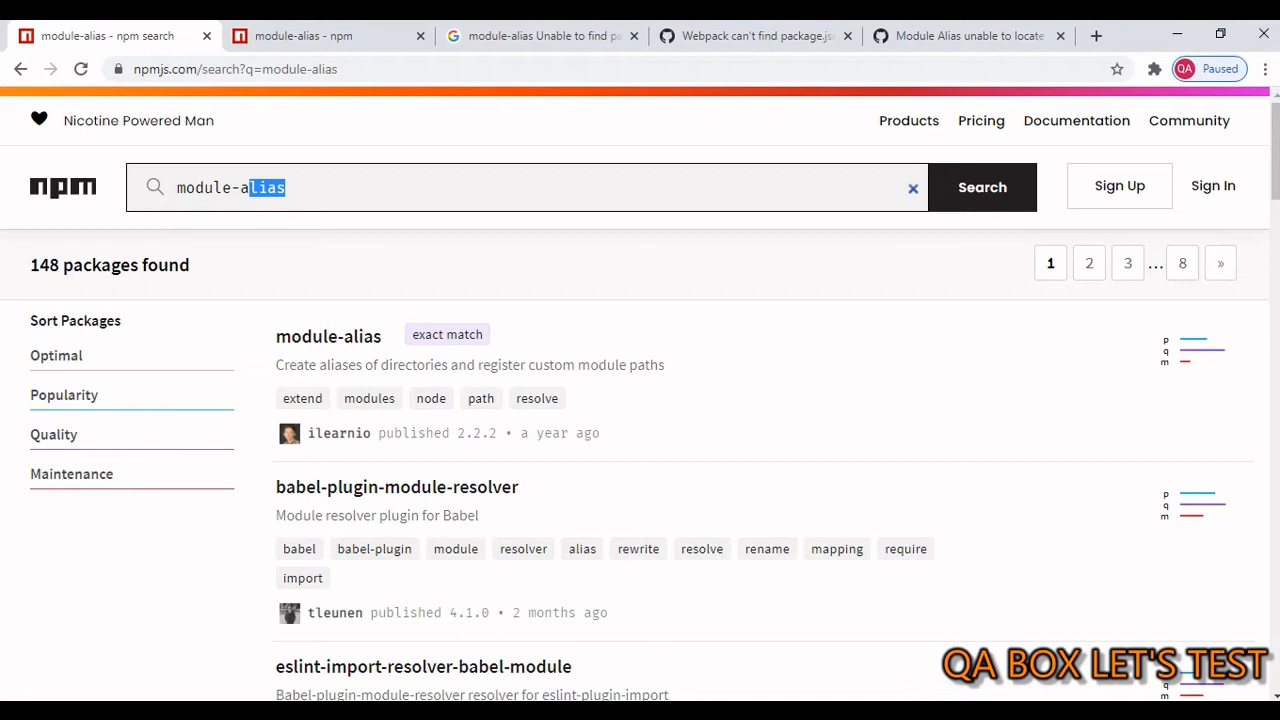 module-alias - npm search
module-alias - npm
module-alias Unable to find pa
Webpack can't find package.js
Module Alias unable to locate
npmjs.com/search?q=module-alias
QA Paused
Nicotine Powered Man
Products Pricing Documentation Community
npm
module-alias
Search
Sign Up
Sign In
148 packages found
1 2 3 ... 8 »
Sort Packages
Optimal
Popularity
Quality
Maintenance
module-alias exact match
Create aliases of directories and register custom module paths
extend modules node path resolve
ilearnio published 2.2.2 • a year ago
p
q
m
babel-plugin-module-resolver
Module resolver plugin for Babel
babel babel-plugin module resolver alias rewrite resolve rename mapping require
import
tleunen published 4.1.0 • 2 months ago
p
q
m
eslint-import-resolver-babel-module
Babel-plugin-module-resolver resolver for eslint-plugin-import
m
QA BOX LET'S TEST